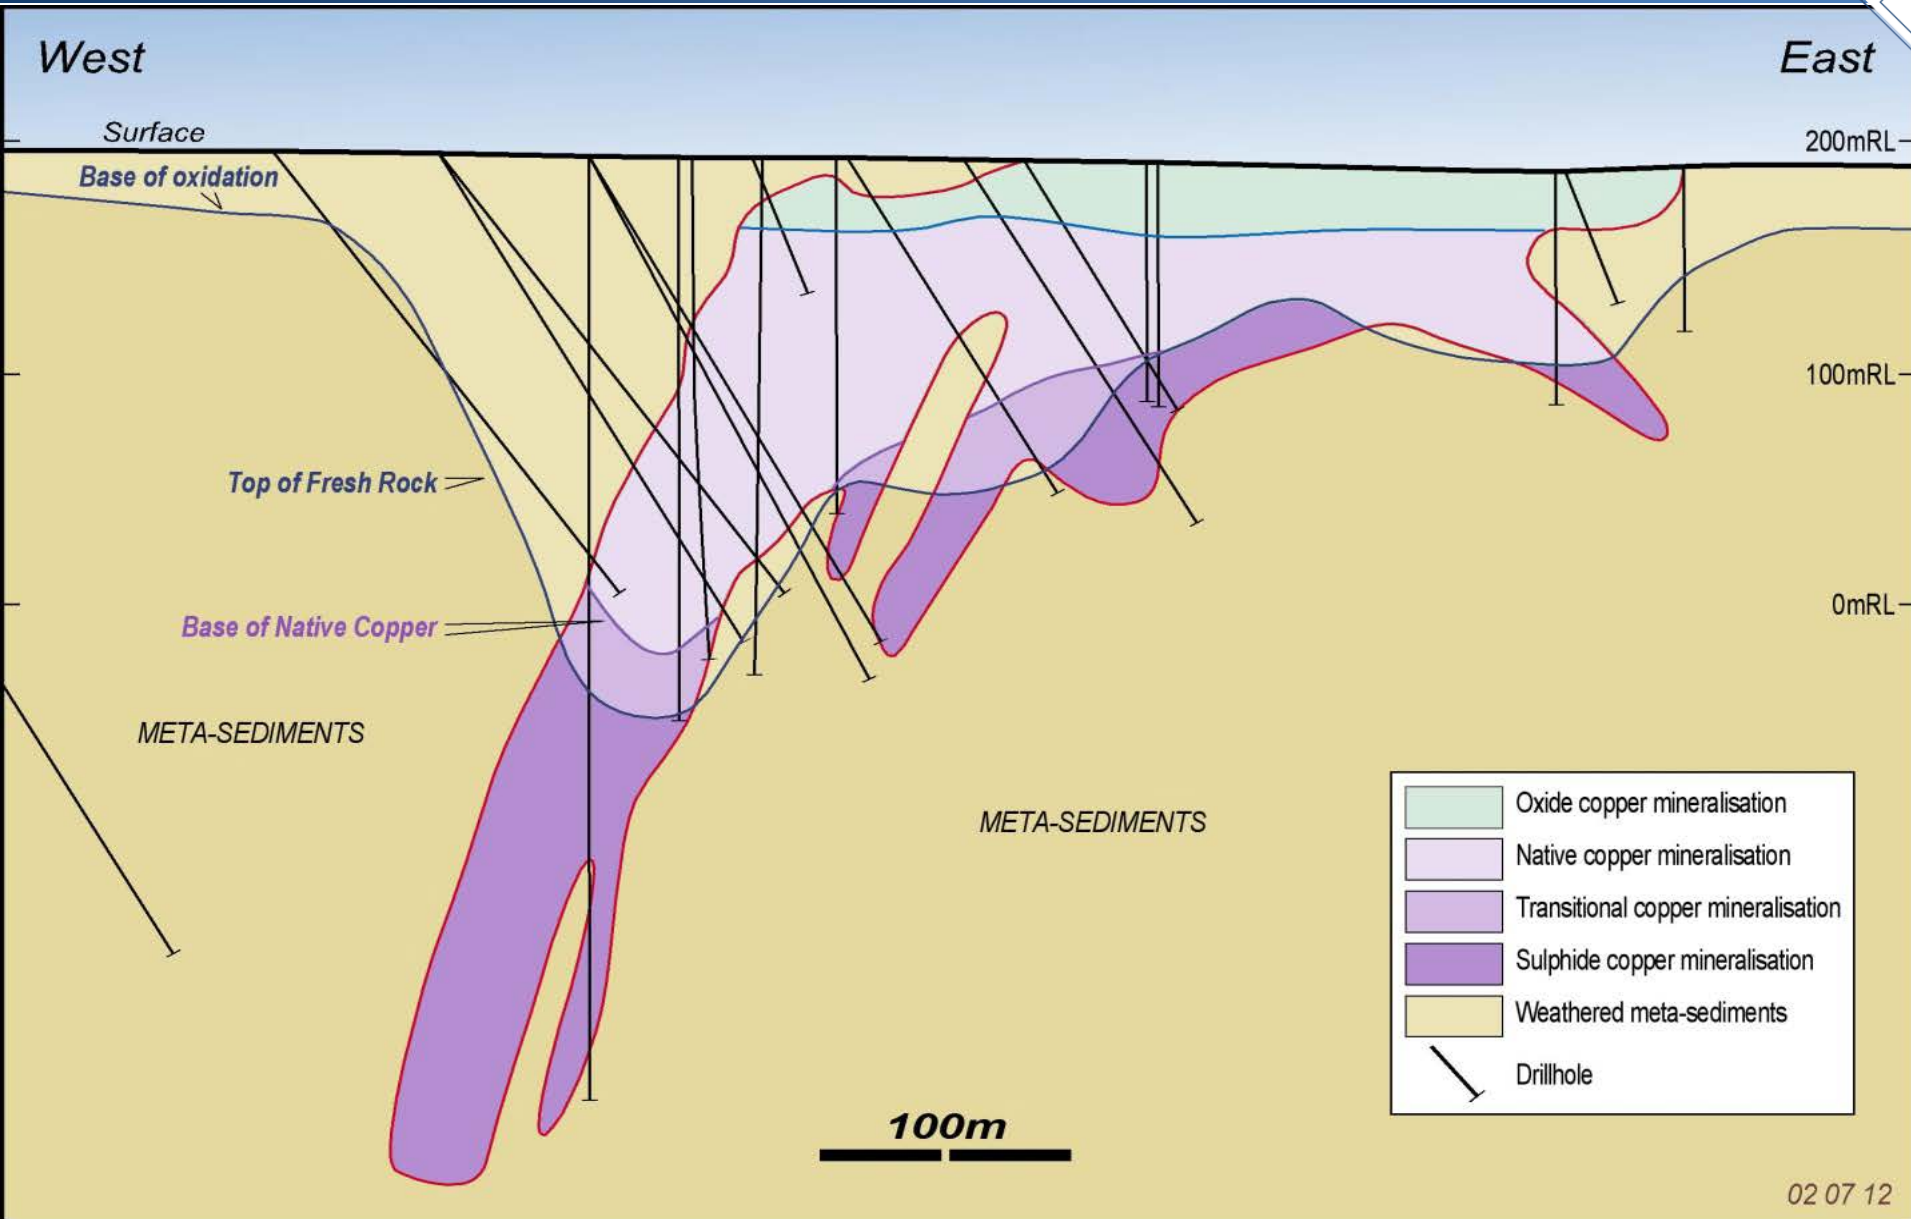 West
East
Surface
200mRL
Base of oxidation
100mRL
Top of Fresh Rock
0mRL
Base of Native Copper
META-SEDIMENTS
META-SEDIMENTS
Oxide copper mineralisation
Native copper mineralisation
Transitional copper mineralisation
Sulphide copper mineralisation
Weathered meta-sediments
Drillhole
100m
02 07 12